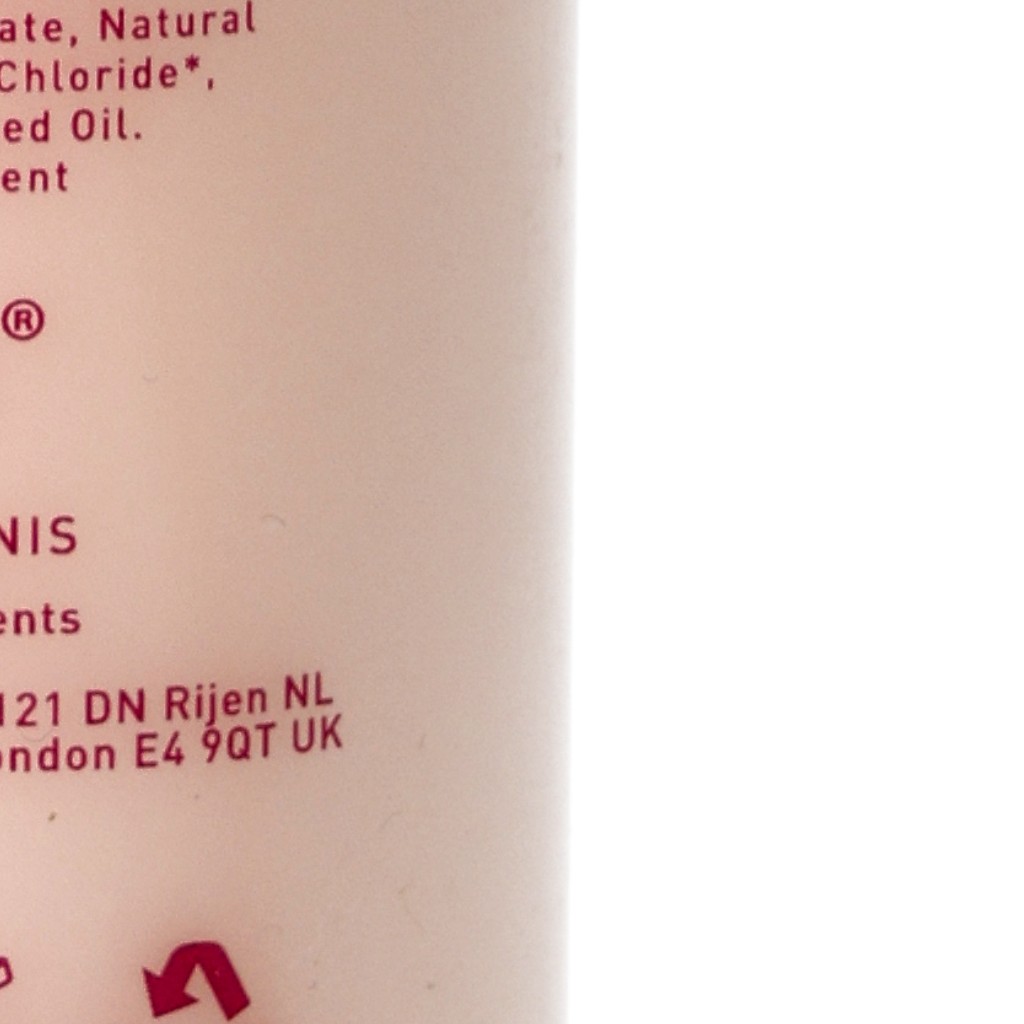 ate, Natural
Chloride*,
ed Oil.
ent
®
NIS
ents
121 DN Rijen NL
ondon E4 9QT UK